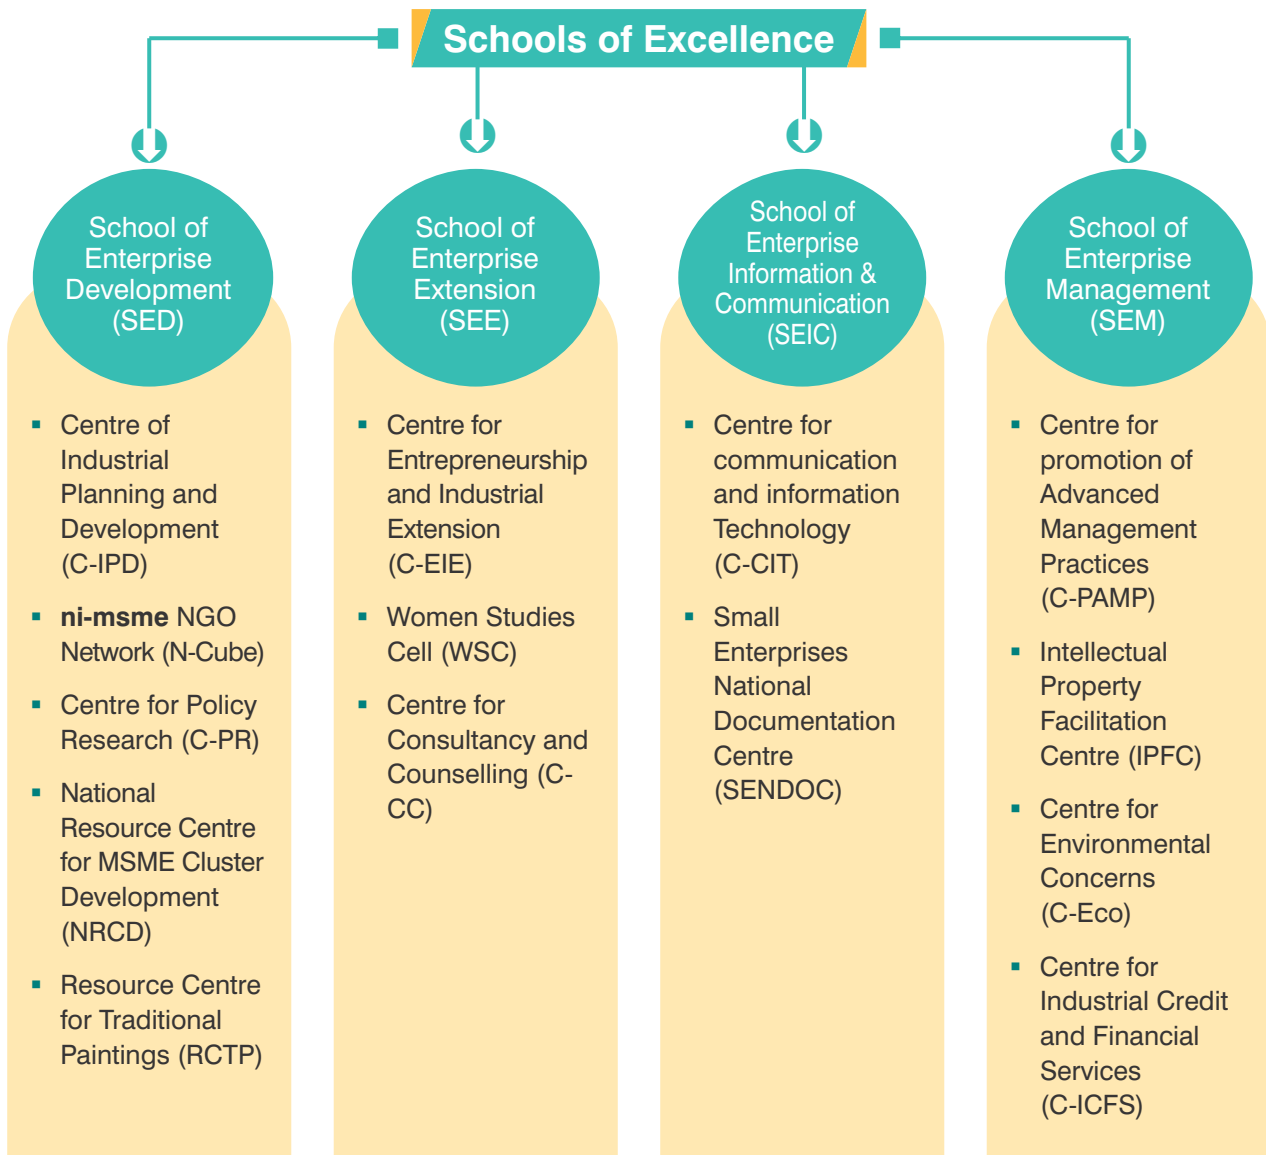 Schools of Excellence
School of
Enterprise
Development
(SED)
Centre of
Industrial
Planning and
Development
(C-IPD)
ni-msme NGO
Network (N-Cube)
Centre for Policy
Research (C-PR)
National
Resource Centre
for MSME Cluster
Development
(NRCD)
Resource Centre
for Traditional
Paintings (RCTP)
School of
Enterprise
Extension
(SEE)
Centre for
Entrepreneurship
and Industrial
Extension
(C-EIE)
Women Studies
Cell (WSC)
Centre for
Consultancy and
Counselling (C-
CC)
School of
Enterprise
Information &
Communication
(SEIC)
Centre for
communication
and information
Technology
(C-CIT)
Small
Enterprises
National
Documentation
Centre
(SENDOC)
School of
Enterprise
Management
(SEM)
Centre for
promotion of
Advanced
Management
Practices
(C-PAMP)
Intellectual
Property
Facilitation
Centre (IPFC)
Centre for
Environmental
Concerns
(C-Eco)
Centre for
Industrial Credit
and Financial
Services
(C-ICFS)